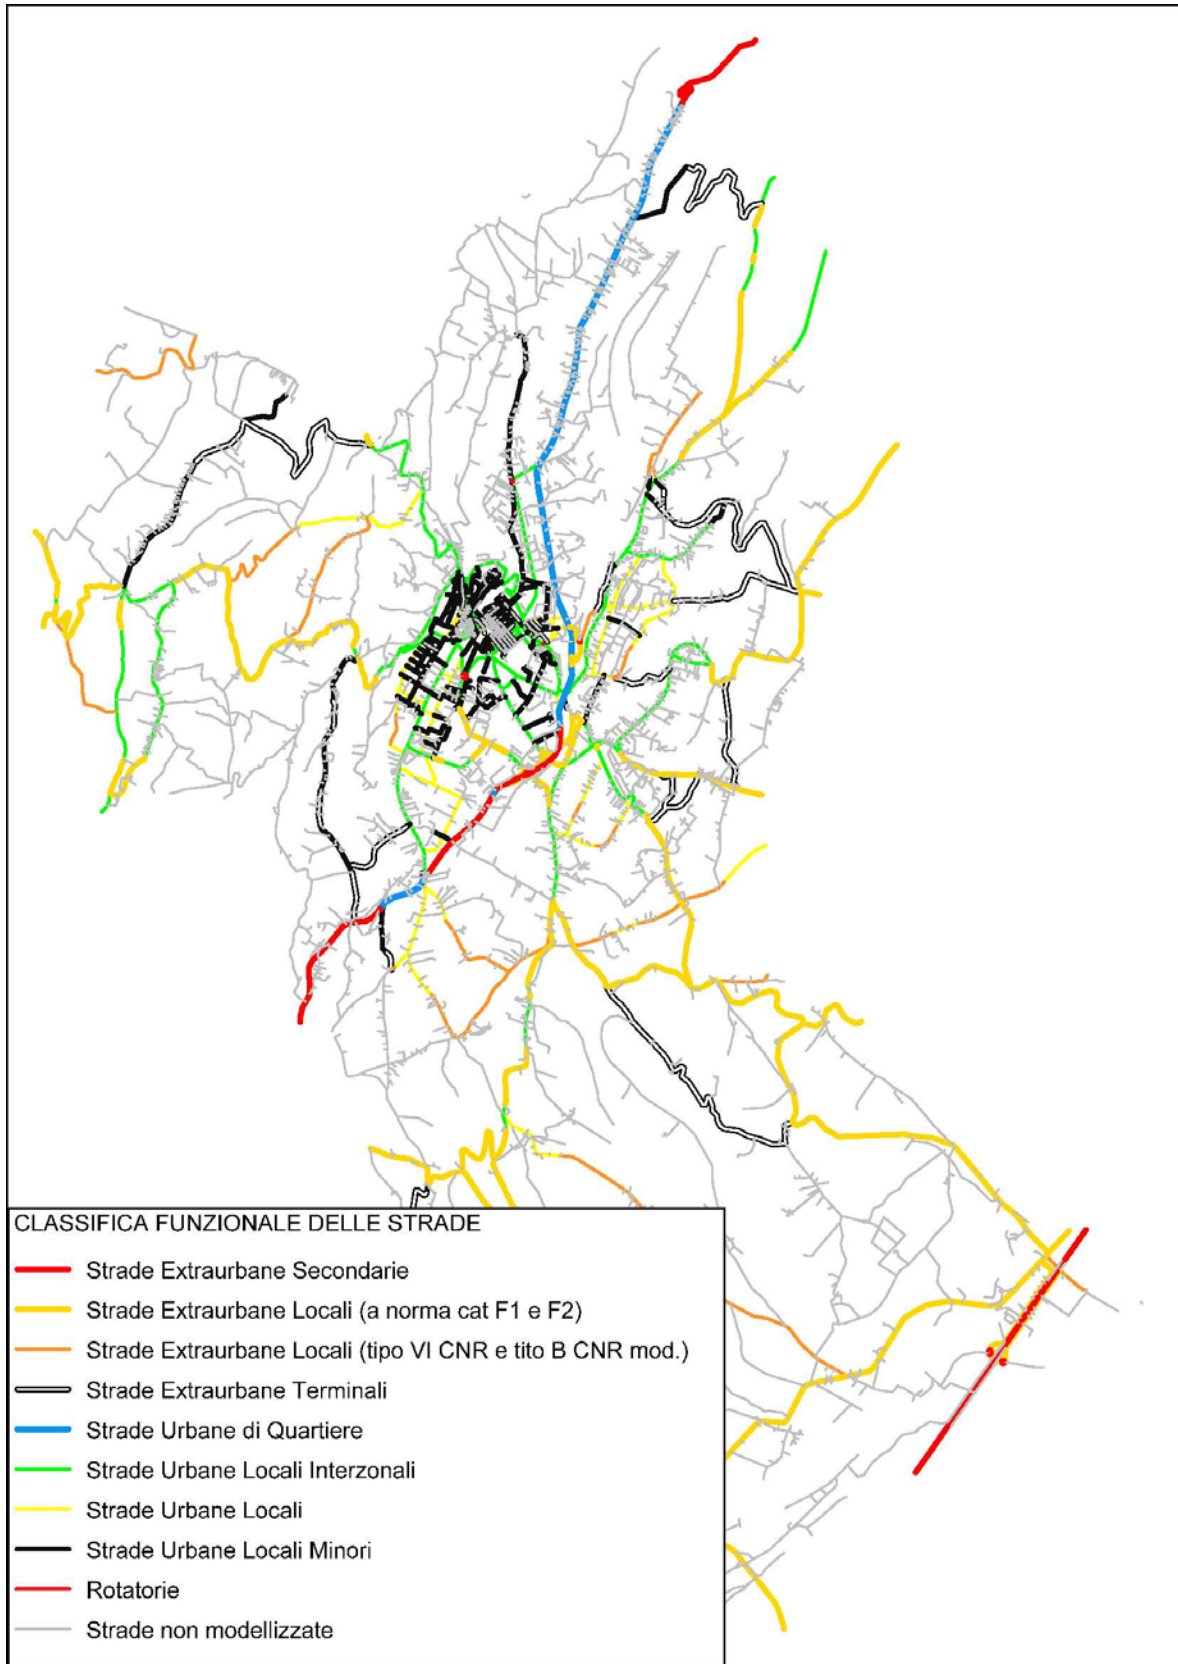 CLASSIFICA FUNZIONALE DELLE STRADE
Strade Extraurbane Secondarie
Strade Extraurbane Locali (a norma cat F1 e F2)
Strade Extraurbane Locali (tipo VI CNR e tito B CNR mod.)
Strade Extraurbane Terminali
Strade Urbane di Quartiere
Strade Urbane Locali Interzonali
Strade Urbane Locali
Strade Urbane Locali Minori
Rotatorie
Strade non modellizzate